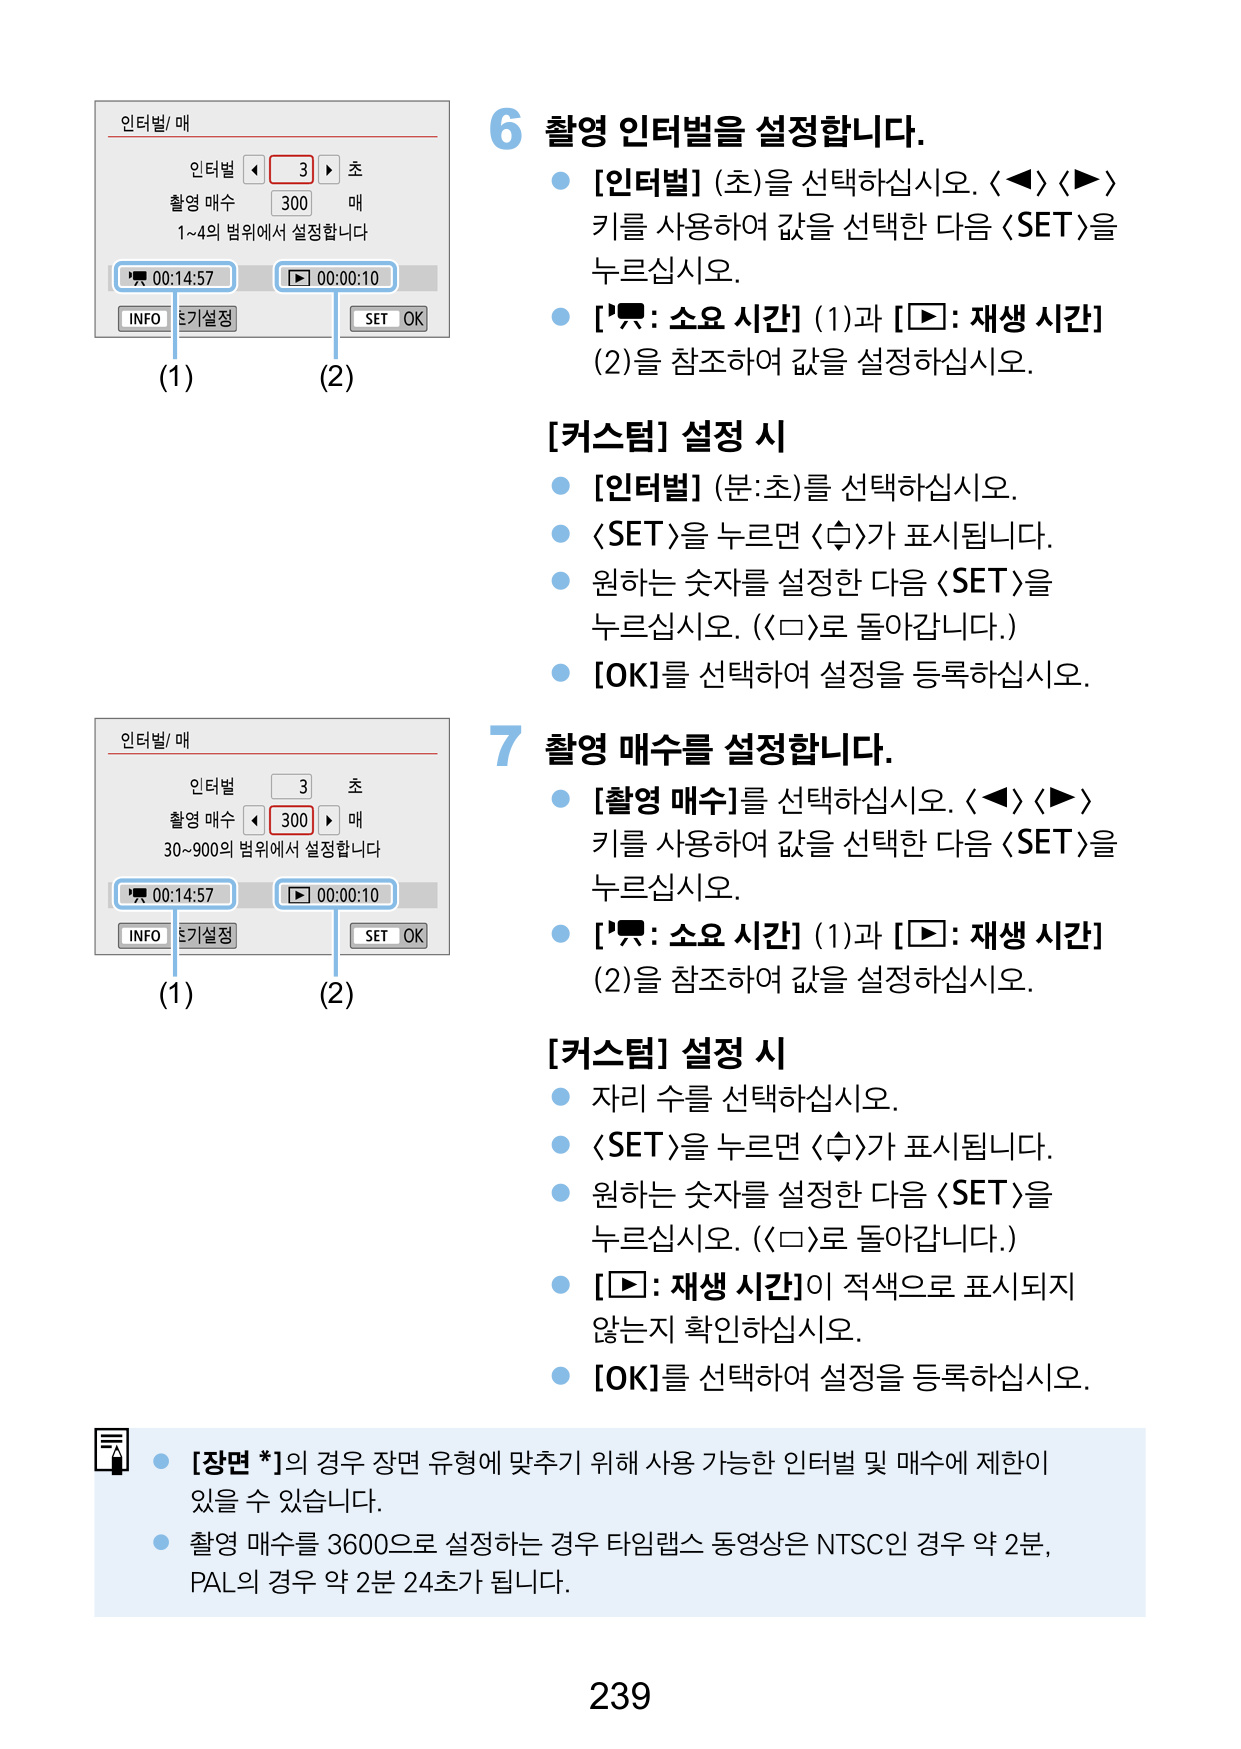 인터벌/ 매
인터벌 ◀ 3 ▶ 초
촬영 매수 300 매
1~4의 범위에서 설정합니다
00:14:57 00:00:10
INFO 초기설정 SET OK
(1) (2)
6 촬영 인터벌을 설정합니다.
● [인터벌] (초)을 선택하십시오. <◀> <▶>
키를 사용하여 값을 선택한 다음 <SET>을
누르십시오.
● [: 소요 시간] (1)과 [▶: 재생 시간]
(2)을 참조하여 값을 설정하십시오.
[커스텀] 설정 시
● [인터벌] (분:초)를 선택하십시오.
● <SET>을 누르면 < >가 표시됩니다.
● 원하는 숫자를 설정한 다음 <SET>을
누르십시오. (<▭>로 돌아갑니다.)
● [OK]를 선택하여 설정을 등록하십시오.
인터벌/ 매
인터벌 3 초
촬영 매수 ◀ 300 ▶ 매
30~900의 범위에서 설정합니다
00:14:57 00:00:10
INFO 초기설정 SET OK
(1) (2)
7 촬영 매수를 설정합니다.
● [촬영 매수]를 선택하십시오. <◀> <▶>
키를 사용하여 값을 선택한 다음 <SET>을
누르십시오.
● [: 소요 시간] (1)과 [▶: 재생 시간]
(2)을 참조하여 값을 설정하십시오.
[커스텀] 설정 시
● 자리 수를 선택하십시오.
● <SET>을 누르면 < >가 표시됩니다.
● 원하는 숫자를 설정한 다음 <SET>을
누르십시오. (<▭>로 돌아갑니다.)
● [▶: 재생 시간]이 적색으로 표시되지
않는지 확인하십시오.
● [OK]를 선택하여 설정을 등록하십시오.
● [장면 *]의 경우 장면 유형에 맞추기 위해 사용 가능한 인터벌 및 매수에 제한이
있을 수 있습니다.
● 촬영 매수를 3600으로 설정하는 경우 타임랩스 동영상은 NTSC인 경우 약 2분,
PAL의 경우 약 2분 24초가 됩니다.
239